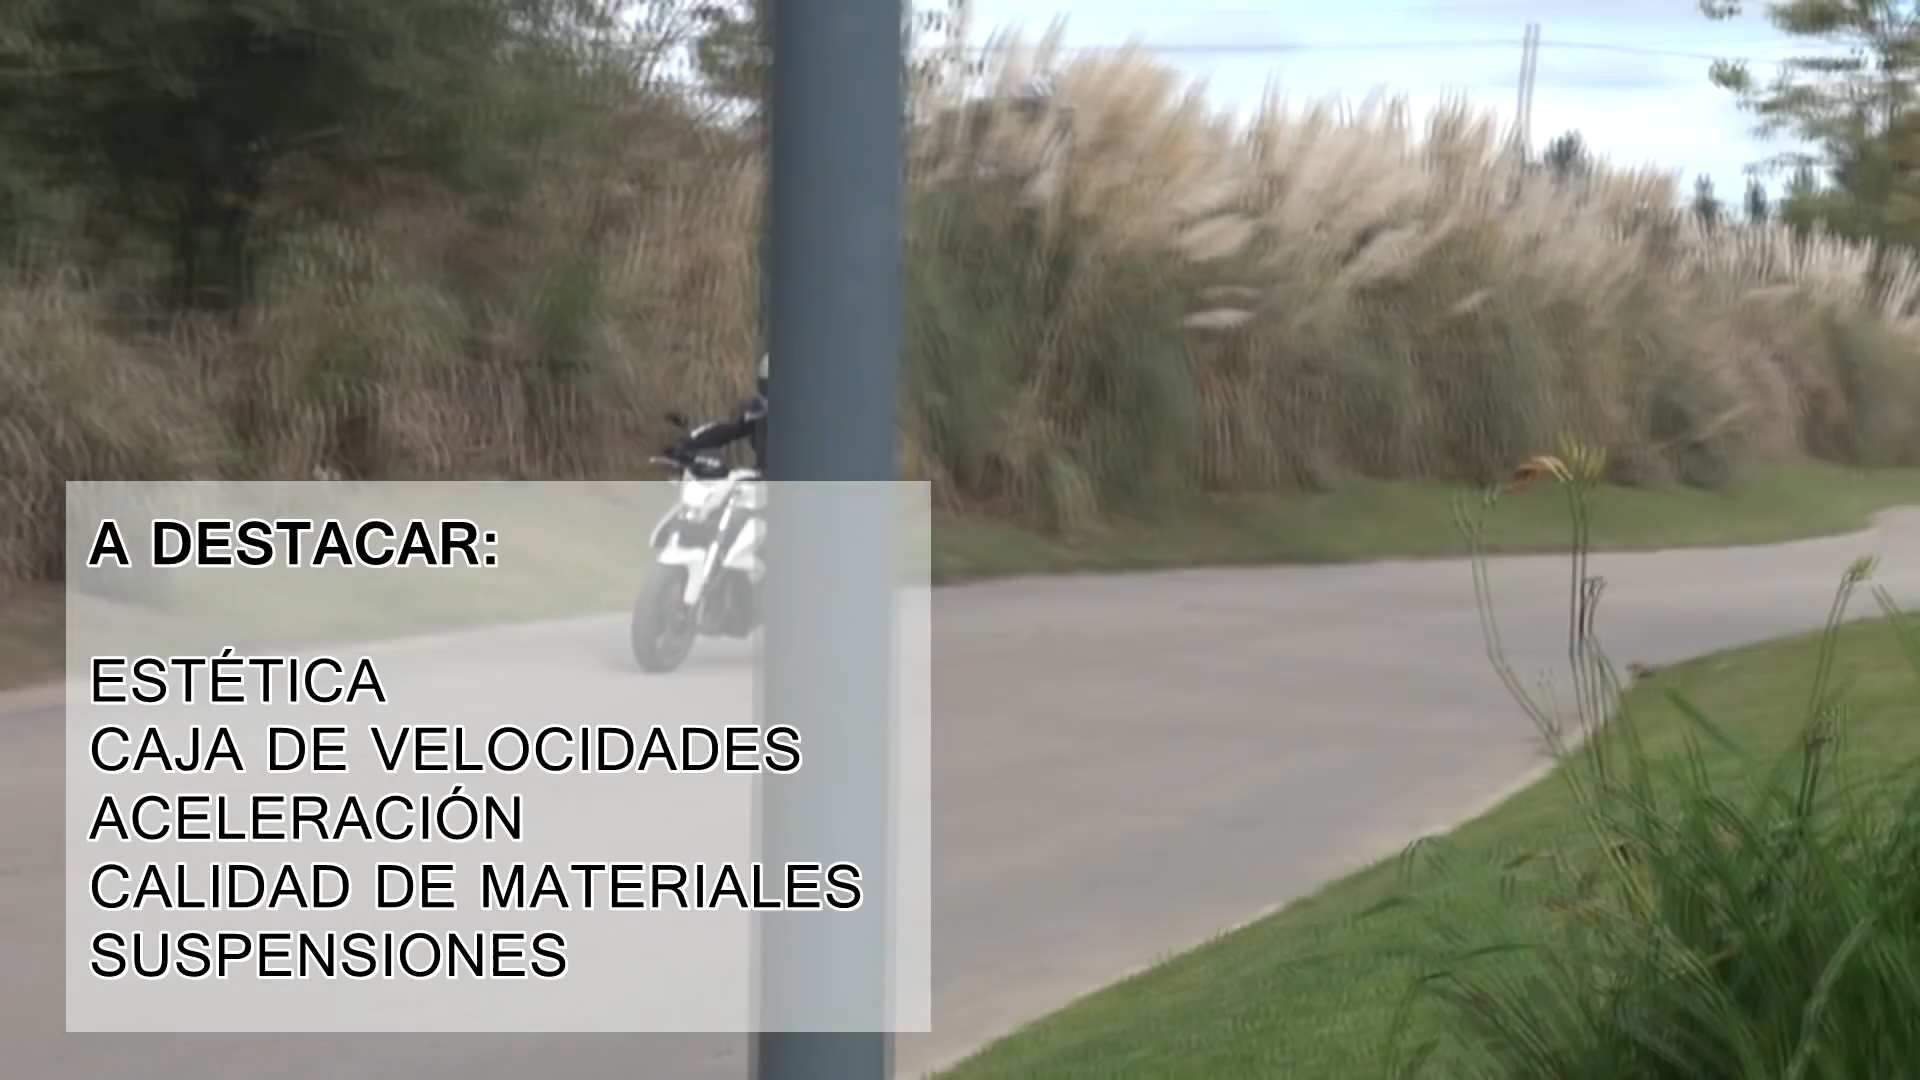 A DESTACAR:
ESTÉTICA
CAJA DE VELOCIDADES
ACELERACIÓN
CALIDAD DE MATERIALES
SUSPENSIONES